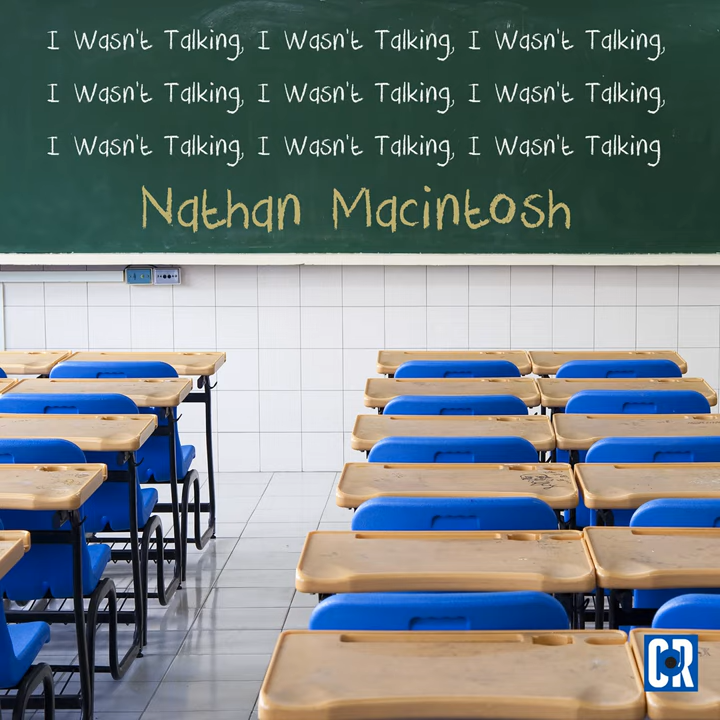 I Wasn't Talking, I Wasn't Talking, I Wasn't Talking,
I Wasn't Talking, I Wasn't Talking, I Wasn't Talking,
I Wasn't Talking, I Wasn't Talking, I Wasn't Talking
Nathan Macintosh
CR